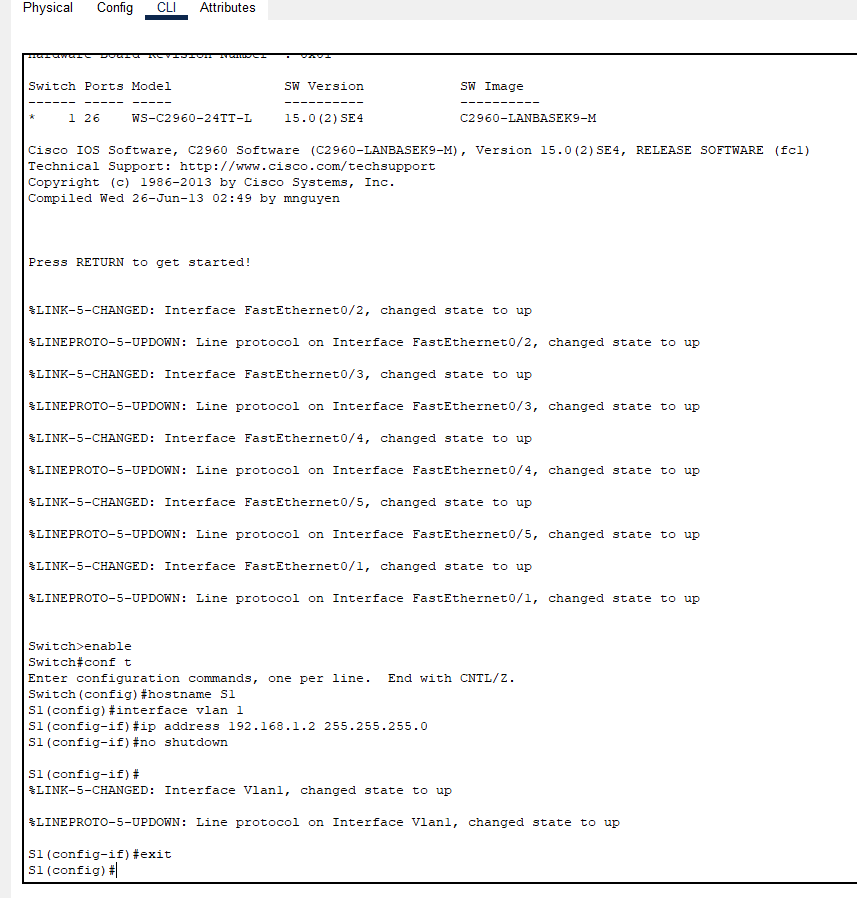 Physical Config CLI Attributes
Hardware Board Revision Number : 0x01
Switch Ports Model SW Version SW Image
------ ----- ----- ---------- ----------
* 1 26 WS-C2960-24TT-L 15.0(2)SE4 C2960-LANBASEK9-M
Cisco IOS Software, C2960 Software (C2960-LANBASEK9-M), Version 15.0(2)SE4, RELEASE SOFTWARE (fc1)
Technical Support: http://www.cisco.com/techsupport
Copyright (c) 1986-2013 by Cisco Systems, Inc.
Compiled Wed 26-Jun-13 02:49 by mnguyen
Press RETURN to get started!
%LINK-5-CHANGED: Interface FastEthernet0/2, changed state to up
%LINEPROTO-5-UPDOWN: Line protocol on Interface FastEthernet0/2, changed state to up
%LINK-5-CHANGED: Interface FastEthernet0/3, changed state to up
%LINEPROTO-5-UPDOWN: Line protocol on Interface FastEthernet0/3, changed state to up
%LINK-5-CHANGED: Interface FastEthernet0/4, changed state to up
%LINEPROTO-5-UPDOWN: Line protocol on Interface FastEthernet0/4, changed state to up
%LINK-5-CHANGED: Interface FastEthernet0/5, changed state to up
%LINEPROTO-5-UPDOWN: Line protocol on Interface FastEthernet0/5, changed state to up
%LINK-5-CHANGED: Interface FastEthernet0/1, changed state to up
%LINEPROTO-5-UPDOWN: Line protocol on Interface FastEthernet0/1, changed state to up
Switch>enable
Switch#conf t
Enter configuration commands, one per line. End with CNTL/Z.
Switch(config)#hostname S1
S1(config)#interface vlan 1
S1(config-if)#ip address 192.168.1.2 255.255.255.0
S1(config-if)#no shutdown
S1(config-if)#
%LINK-5-CHANGED: Interface Vlan1, changed state to up
%LINEPROTO-5-UPDOWN: Line protocol on Interface Vlan1, changed state to up
S1(config-if)#exit
S1(config)#